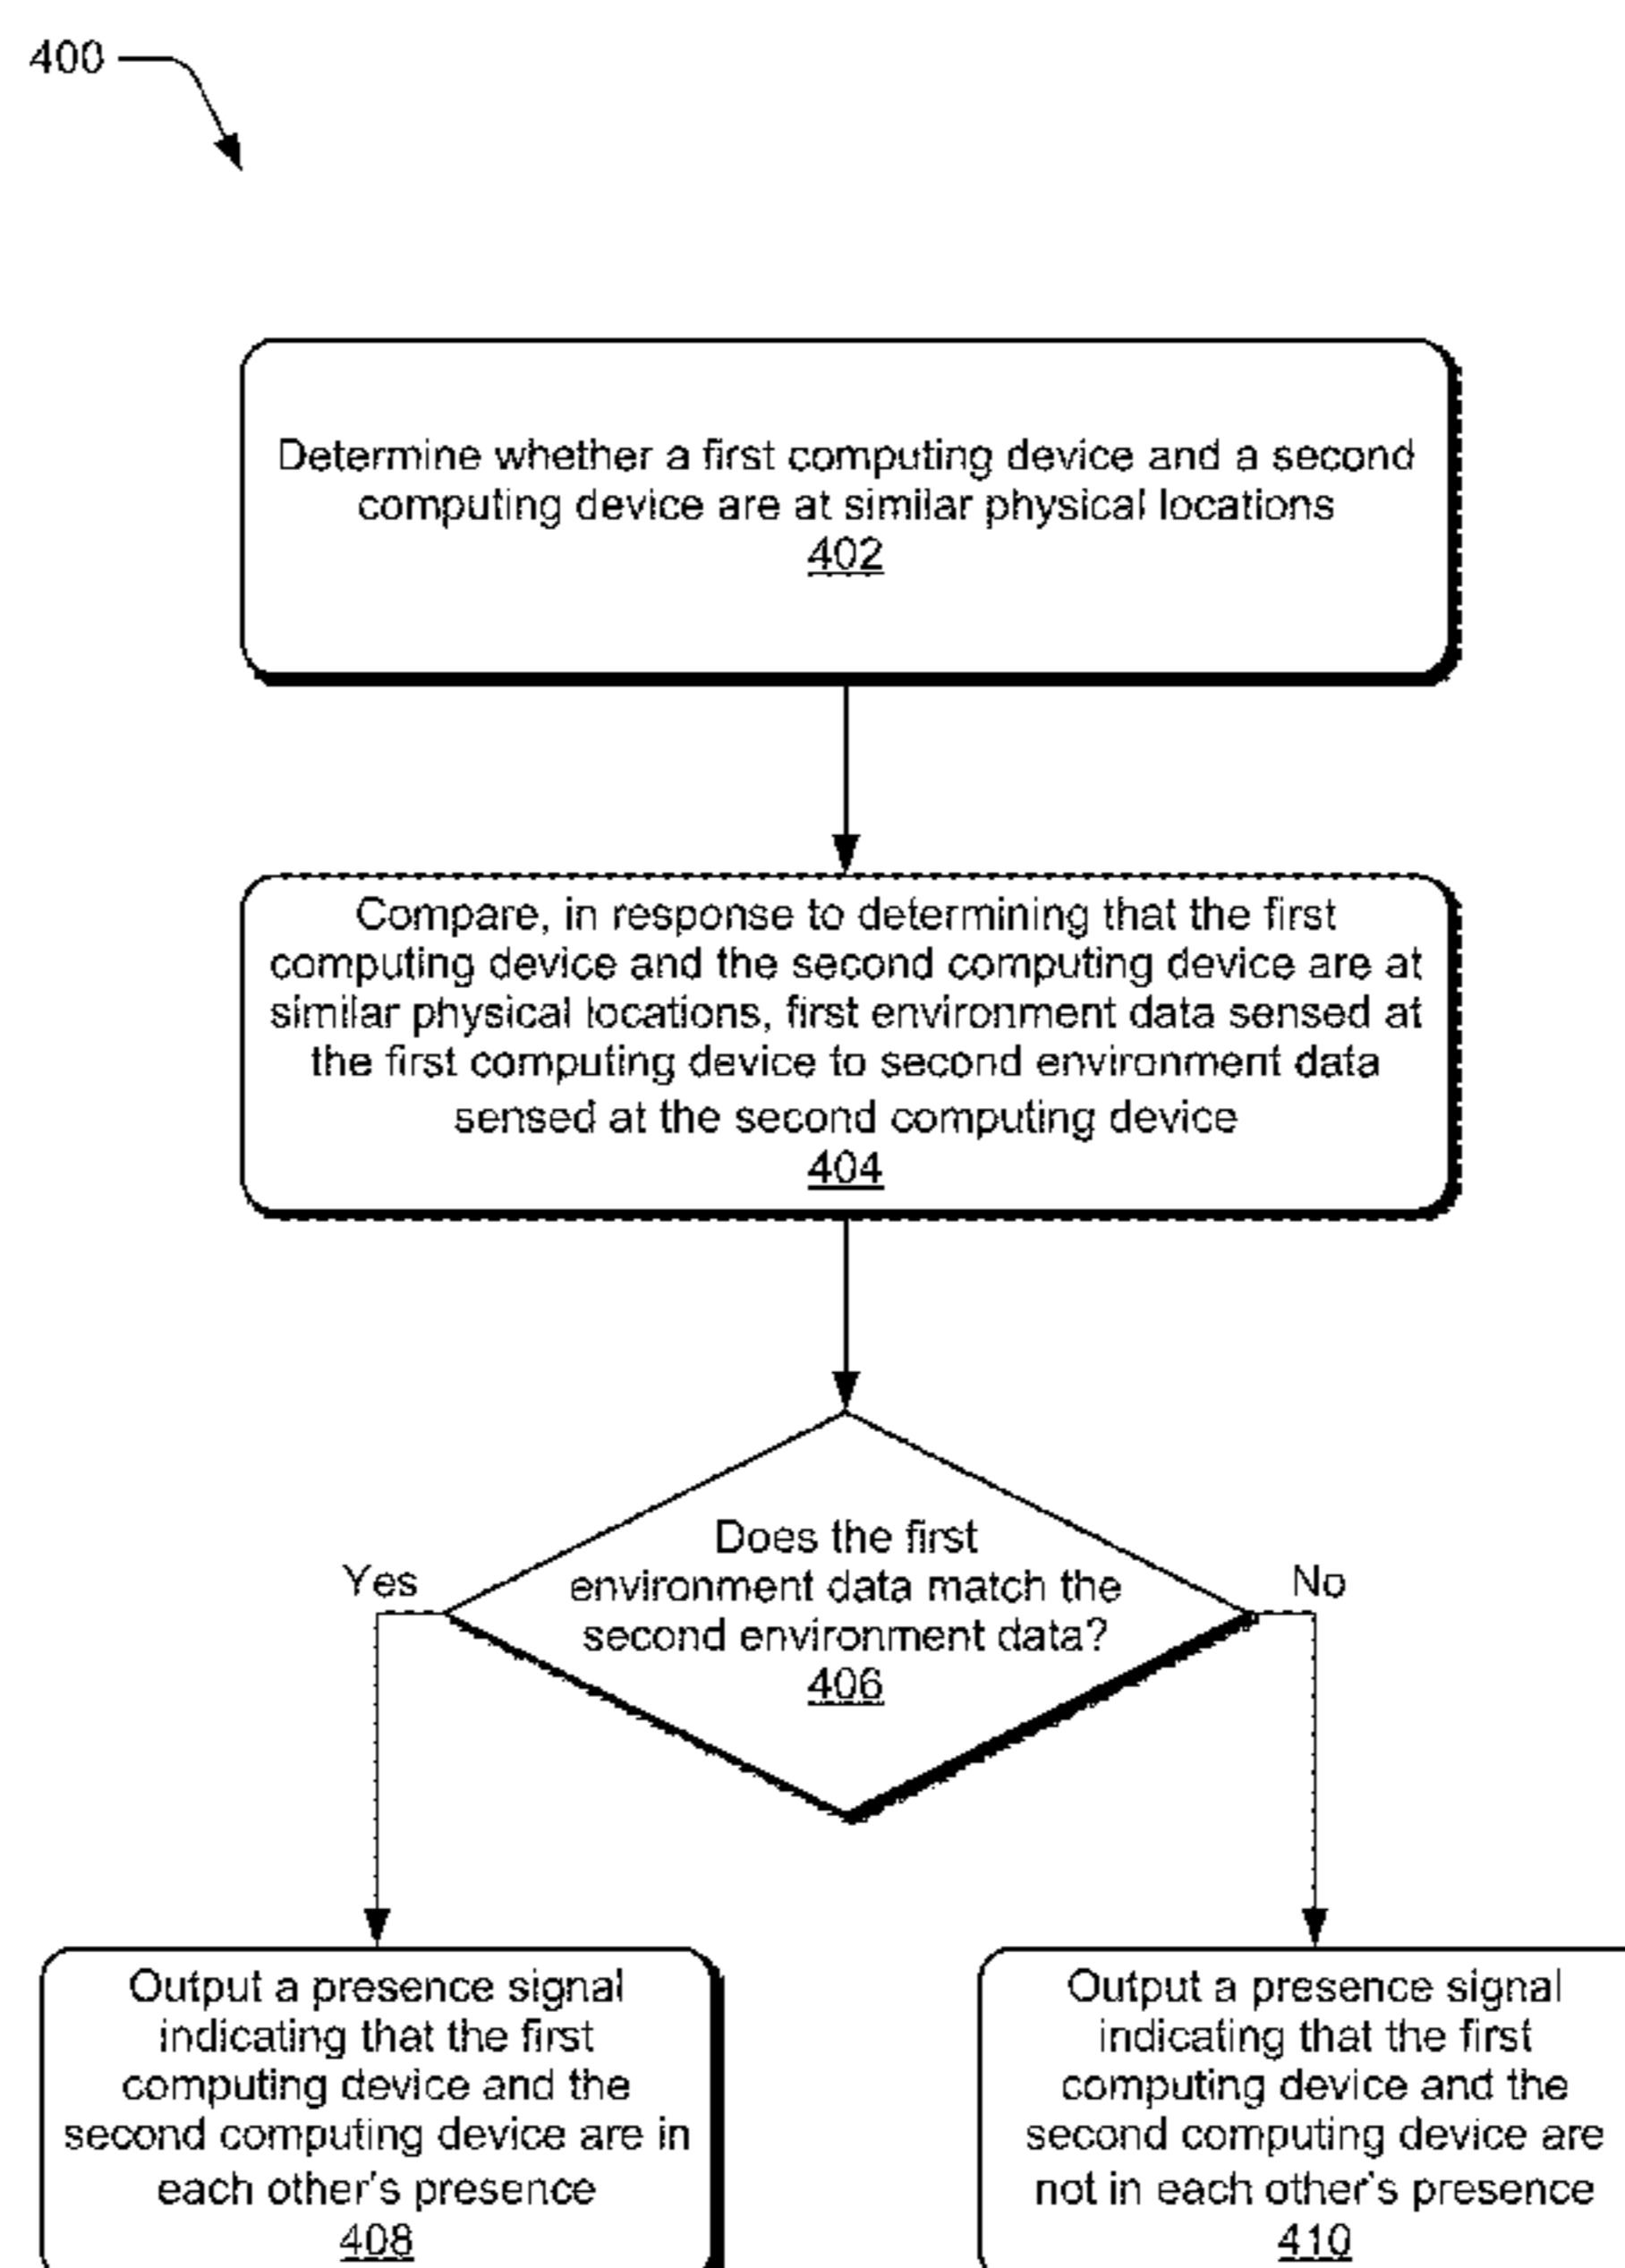 400
Determine whether a first computing device and a second
computing device are at similar physical locations
402
Compare, in response to determining that the first
computing device and the second computing device are at
similar physical locations, first environment data sensed at
the first computing device to second environment data
sensed at the second computing device
404
Does the first
environment data match the
second environment data?
406
Yes
No
Output a presence signal
indicating that the first
computing device and the
second computing device are in
each other's presence
408
Output a presence signal
indicating that the first
computing device and the
second computing device are
not in each other's presence
410